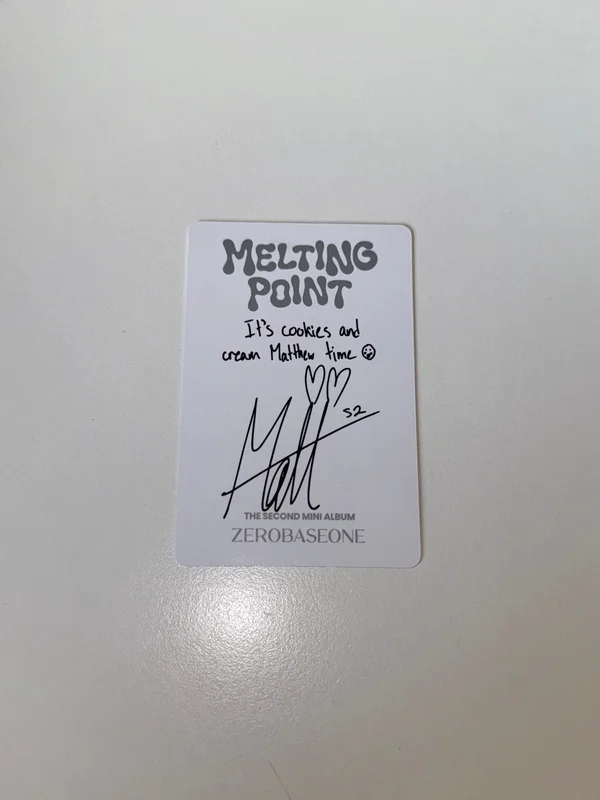 MELTING
POINT
It's cookies and
cream Matthew time
Matt
S2
THE SECOND MINI ALBUM
ZEROBASEONE